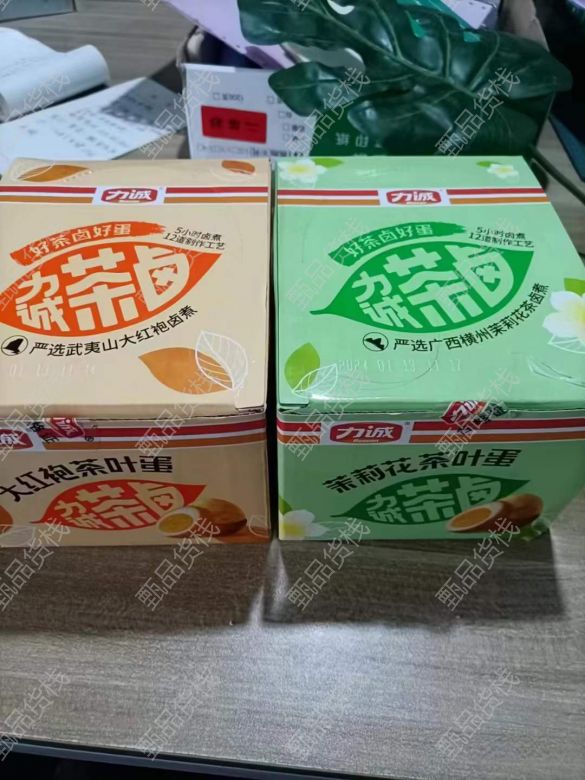 力诚
好茶卤好蛋
5小时卤煮
12道制作工艺
力诚茶卤
严选武夷山大红袍卤煮
力诚
大红袍茶叶蛋
力诚茶卤
力诚
好茶卤好蛋
5小时卤煮
12道制作工艺
力诚茶卤
严选广西横州茉莉花茶卤煮
2024 01 13
力诚
茉莉花茶叶蛋
力诚茶卤
甄品货栈